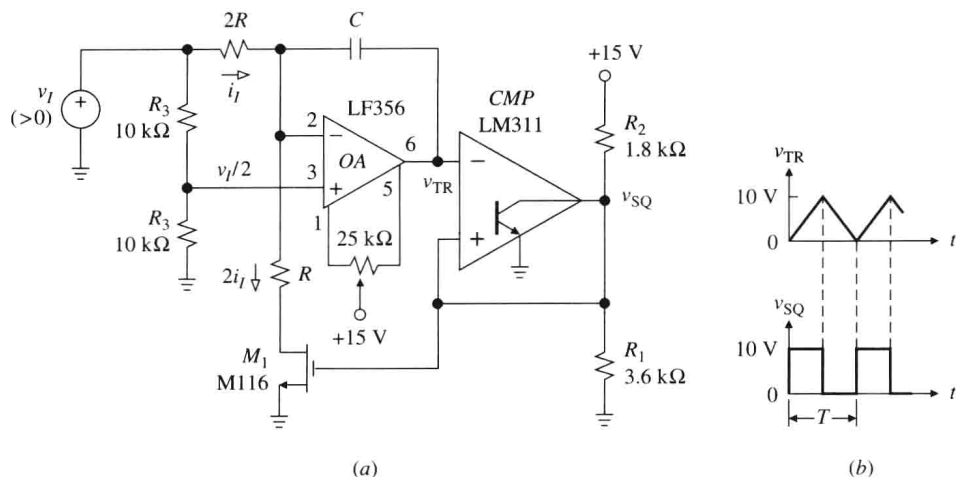 2R
C
+15 V
v_I
(>0)
+
i_I
R_3
10 kΩ
LF356
CMP
LM311
R_2
1.8 kΩ
2
−
OA
6
3
+
5
1
v_I/2
v_TR
−
+
v_SQ
R_3
10 kΩ
25 kΩ
2i_I
R
+15 V
M_1
M116
R_1
3.6 kΩ
(a)
v_TR
10 V
0
t
v_SQ
10 V
0
t
T
(b)